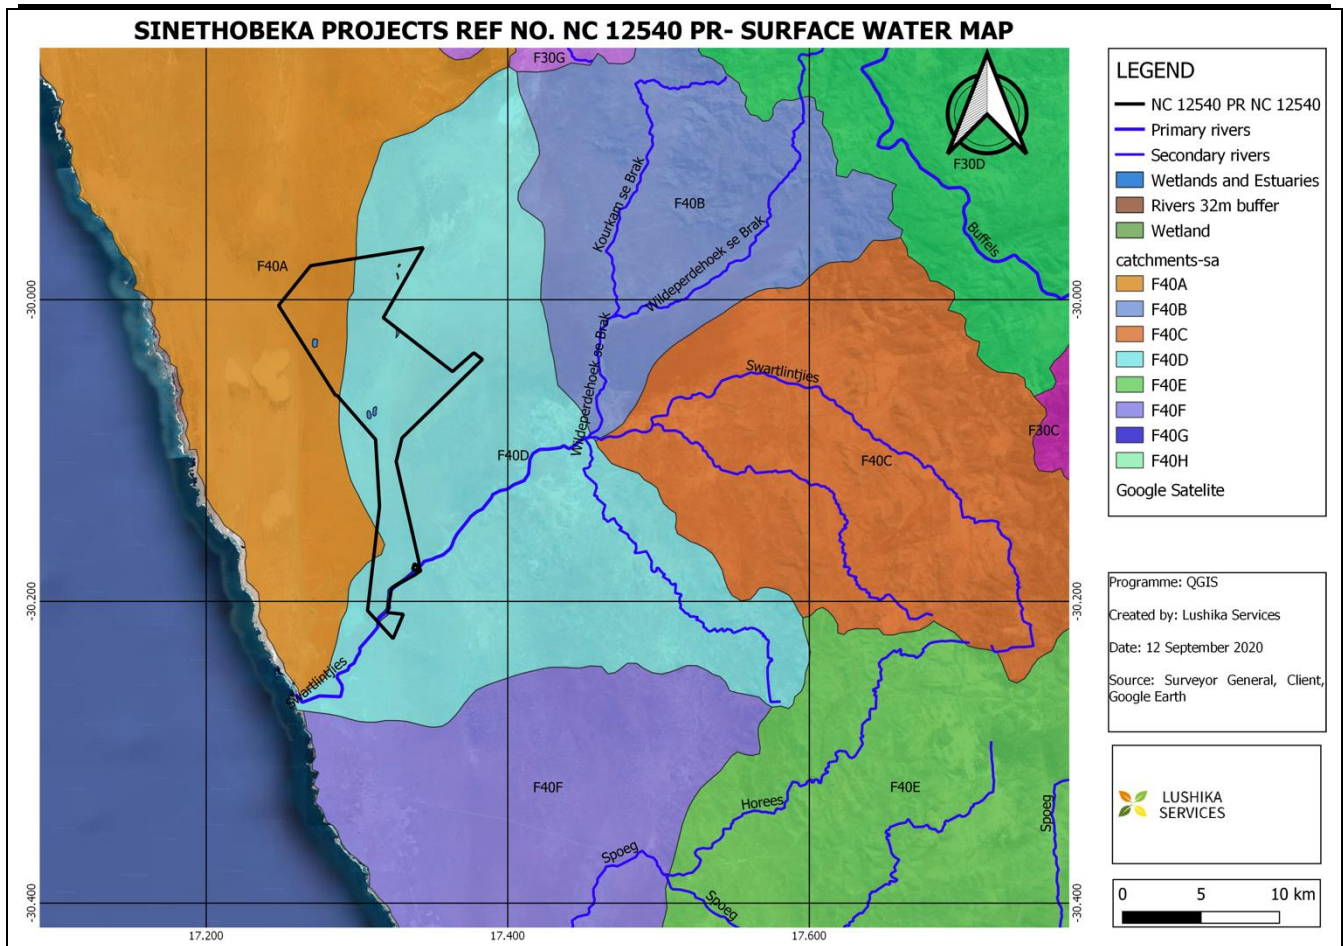 SINETHOBEKA PROJECTS REF NO. NC 12540 PR- SURFACE WATER MAP
F30G
F30D
Kourkam se Brak
F40B
Buffels
F40A
Wildeperdehoek se Brak
Wildeperdehoek se Brak
Swartlintjies
F30C
F40D
F40C
Swartlintjies
F40F
Horees
F40E
Spoeg
Spoeg
Spoeg
-30.000
-30.200
-30.400
-30.000
-30.200
-30.400
17.200
17.400
17.600
LEGEND
NC 12540 PR NC 12540
Primary rivers
Secondary rivers
Wetlands and Estuaries
Rivers 32m buffer
Wetland
catchments-sa
F40A
F40B
F40C
F40D
F40E
F40F
F40G
F40H
Google Satelite
Programme: QGIS
Created by: Lushika Services
Date: 12 September 2020
Source: Surveyor General, Client,
Google Earth
LUSHIKA
SERVICES
0 5 10 km